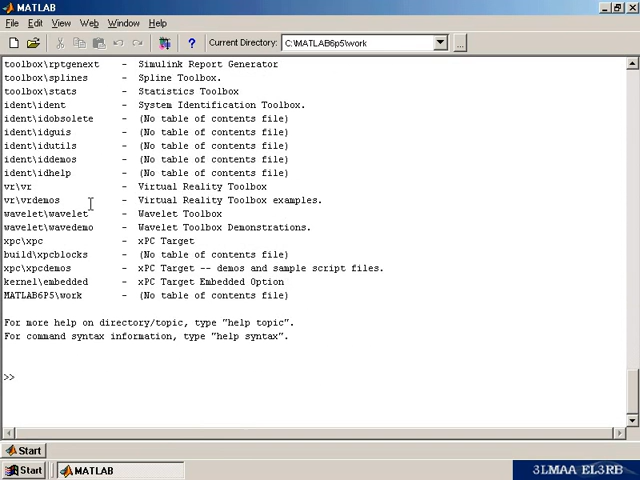 MATLAB
File Edit View Web Window Help
Current Directory: C:\MATLAB6p5\work ...
toolbox\rptgenext - Simulink Report Generator
toolbox\splines - Spline Toolbox.
toolbox\stats - Statistics Toolbox
ident\ident - System Identification Toolbox.
ident\idobsolete - (No table of contents file)
ident\idguis - (No table of contents file)
ident\idutils - (No table of contents file)
ident\iddemos - (No table of contents file)
ident\idhelp - (No table of contents file)
vr\vr - Virtual Reality Toolbox
vr\vrdemos - Virtual Reality Toolbox examples.
wavelet\wavelet - Wavelet Toolbox
wavelet\wavedemo - Wavelet Toolbox Demonstrations.
xpc\xpc - xPC Target
build\xpcblocks - (No table of contents file)
xpc\xpcdemos - xPC Target -- demos and sample script files.
kernel\embedded - xPC Target Embedded Option
MATLAB6P5\work - (No table of contents file)
For more help on directory/topic, type "help topic".
For command syntax information, type "help syntax".
>>
Start
Start MATLAB 3LMAA EL3RB